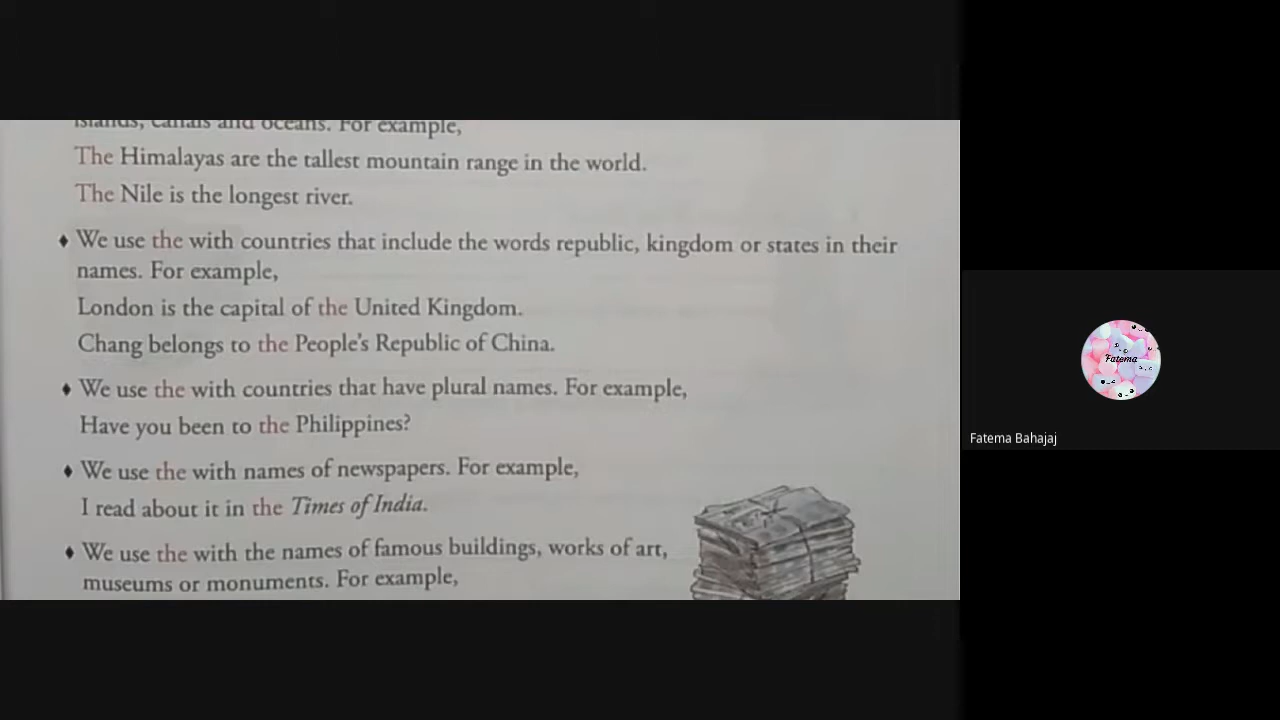 islands, canals and oceans. For example,
The Himalayas are the tallest mountain range in the world.
The Nile is the longest river.
♦ We use the with countries that include the words republic, kingdom or states in their
names. For example,
London is the capital of the United Kingdom.
Chang belongs to the People's Republic of China.
♦ We use the with countries that have plural names. For example,
Have you been to the Philippines?
♦ We use the with names of newspapers. For example,
I read about it in the Times of India.
♦ We use the with the names of famous buildings, works of art,
museums or monuments. For example,
Fatema
Fatema Bahajaj